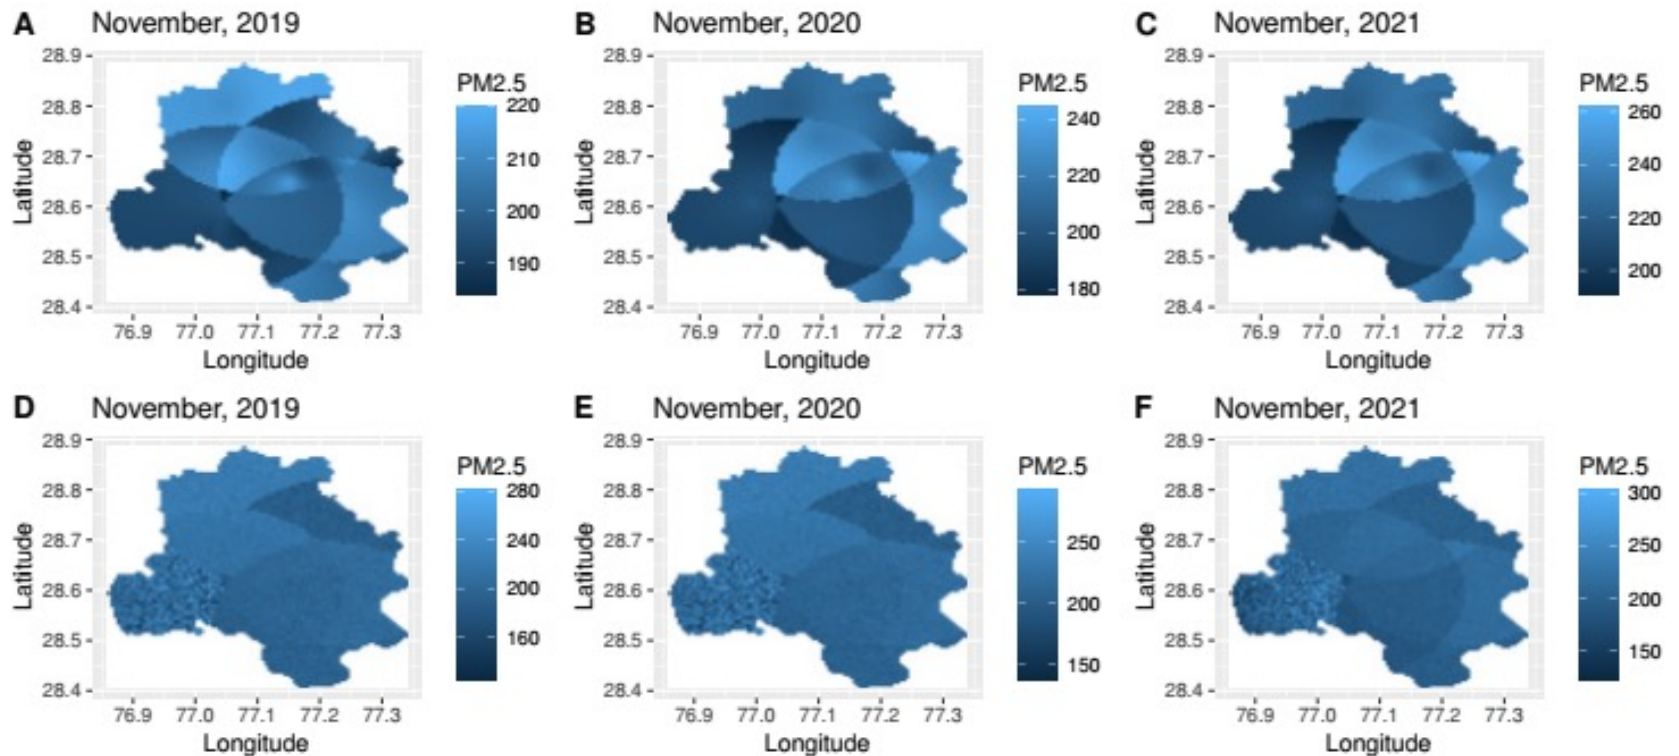 A November, 2019
PM2.5
Latitude
28.9
28.8
28.7
28.6
28.5
28.4
76.9 77.0 77.1 77.2 77.3
Longitude
220
210
200
190
B November, 2020
PM2.5
Latitude
28.9
28.8
28.7
28.6
28.5
28.4
76.9 77.0 77.1 77.2 77.3
Longitude
240
220
200
180
C November, 2021
PM2.5
Latitude
28.9
28.8
28.7
28.6
28.5
28.4
76.9 77.0 77.1 77.2 77.3
Longitude
260
240
220
200
D November, 2019
PM2.5
Latitude
28.9
28.8
28.7
28.6
28.5
28.4
76.9 77.0 77.1 77.2 77.3
Longitude
280
240
200
160
E November, 2020
PM2.5
Latitude
28.9
28.8
28.7
28.6
28.5
28.4
76.9 77.0 77.1 77.2 77.3
Longitude
250
200
150
F November, 2021
PM2.5
Latitude
28.9
28.8
28.7
28.6
28.5
28.4
76.9 77.0 77.1 77.2 77.3
Longitude
300
250
200
150